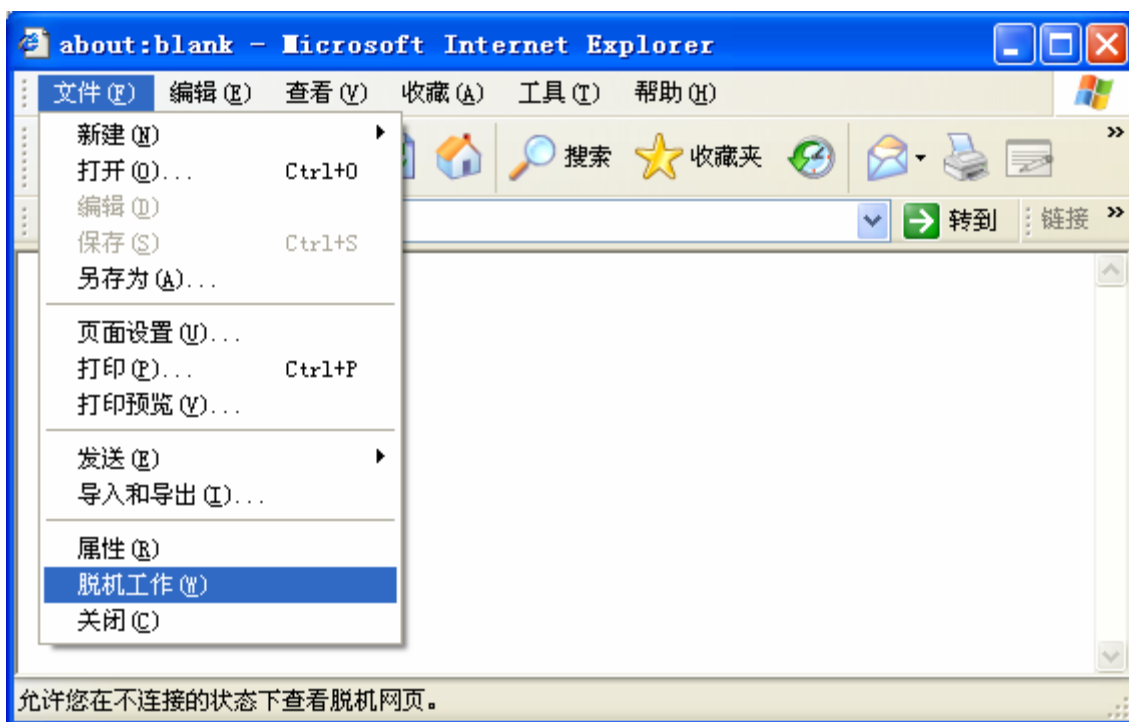 about:blank - Microsoft Internet Explorer
文件(F) 编辑(E) 查看(V) 收藏(A) 工具(T) 帮助(H)
搜索 收藏夹 »
转到 链接 »
新建(N)
打开(O)... Ctrl+O
编辑(D)
保存(S) Ctrl+S
另存为(A)...
页面设置(U)...
打印(P)... Ctrl+P
打印预览(V)...
发送(E)
导入和导出(I)...
属性(R)
脱机工作(W)
关闭(C)
允许您在不连接的状态下查看脱机网页。